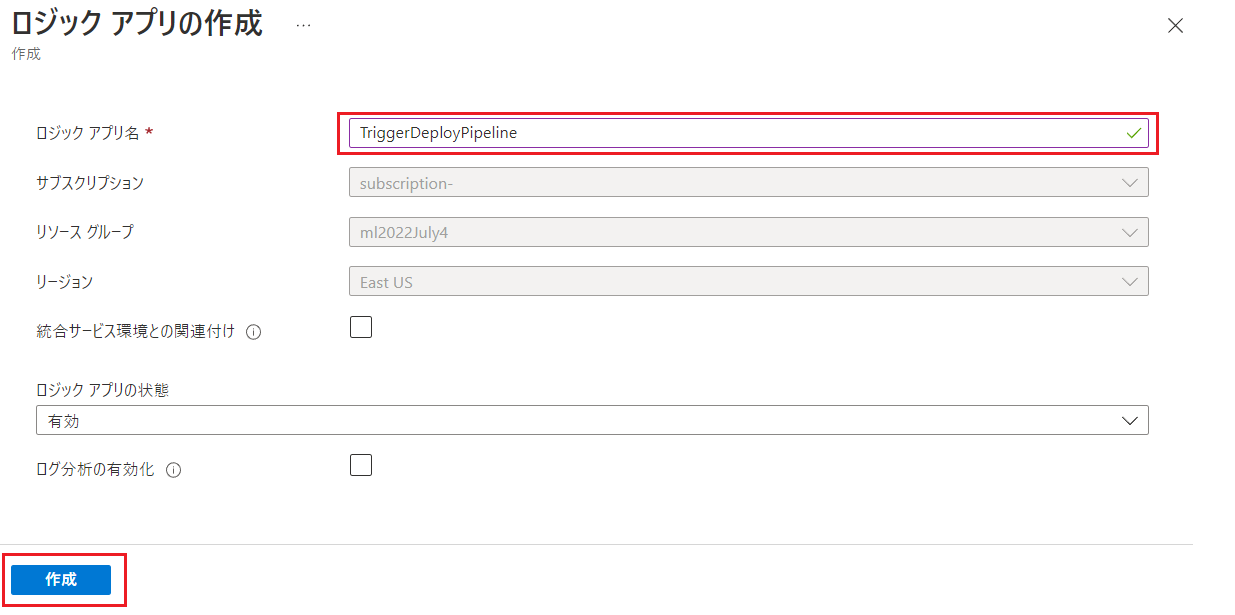 ロジック アプリの作成 …
作成
ロジック アプリ名 * TriggerDeployPipeline
サブスクリプション subscription-
リソース グループ ml2022July4
リージョン East US
統合サービス環境との関連付け
ロジック アプリの状態
有効
ログ分析の有効化
作成